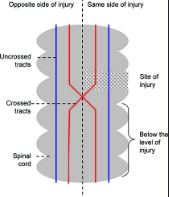 Opposite side of injury
Same side of injury
Uncrossed
tracts
Site of
injury
Crossed
tracts
Below the
level of
injury
Spinal
cord